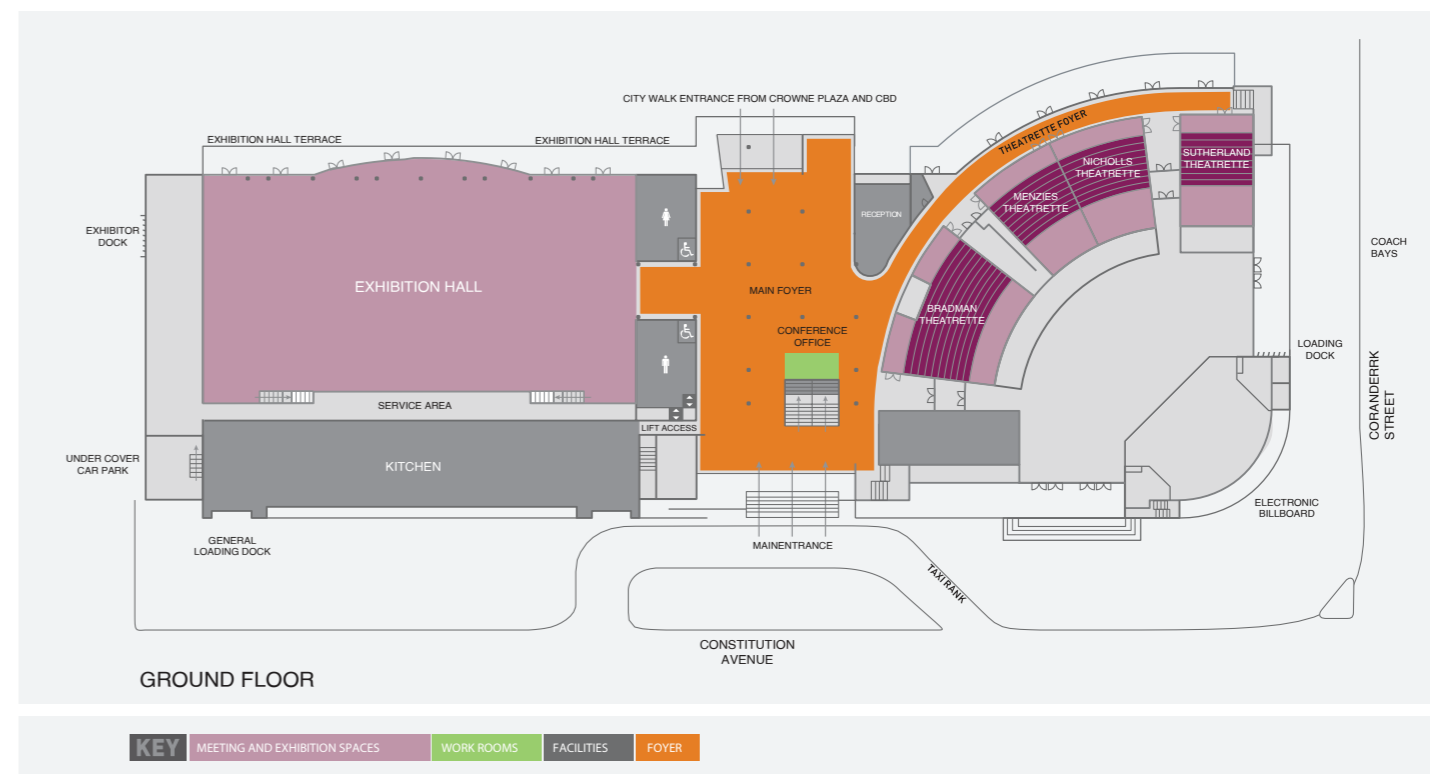 CITY WALK ENTRANCE FROM CROWNE PLAZA AND CBD
EXHIBITION HALL TERRACE
EXHIBITION HALL TERRACE
THEATRETTE FOYER
SUTHERLAND
THEATRETTE
NICHOLLS
THEATRETTE
MENZIES
THEATRETTE
RECEPTION
EXHIBITOR
DOCK
COACH
BAYS
EXHIBITION HALL
MAIN FOYER
BRADMAN
THEATRETTE
CONFERENCE
OFFICE
LOADING
DOCK
CORANDERRK
STREET
SERVICE AREA
LIFT ACCESS
UNDER COVER
CAR PARK
KITCHEN
ELECTRONIC
BILLBOARD
GENERAL
LOADING DOCK
MAINENTRANCE
TAXI RANK
CONSTITUTION
AVENUE
GROUND FLOOR
KEY
MEETING AND EXHIBITION SPACES
WORK ROOMS
FACILITIES
FOYER